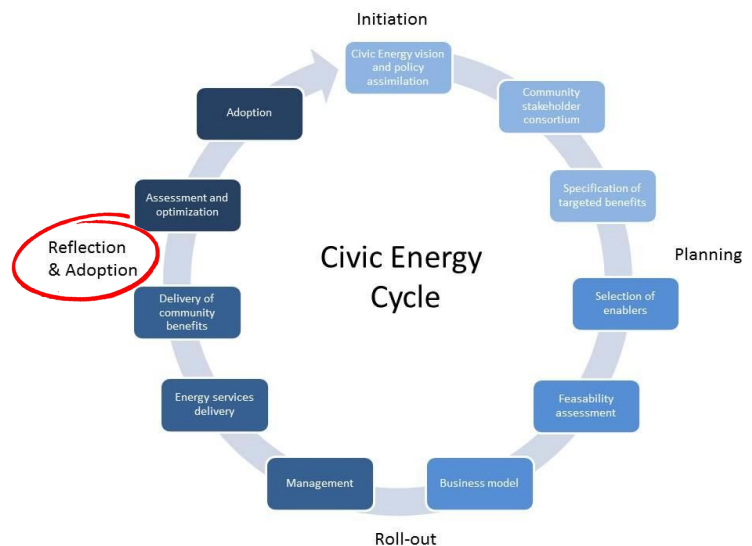 Initiation
Civic Energy vision
and policy
assimilation
Community
stakeholder
consortium
Specification of
targeted benefits
Planning
Selection of
enablers
Feasability
assessment
Business model
Roll-out
Management
Energy services
delivery
Delivery of
community
benefits
Reflection
& Adoption
Assessment and
optimization
Adoption
Civic Energy
Cycle